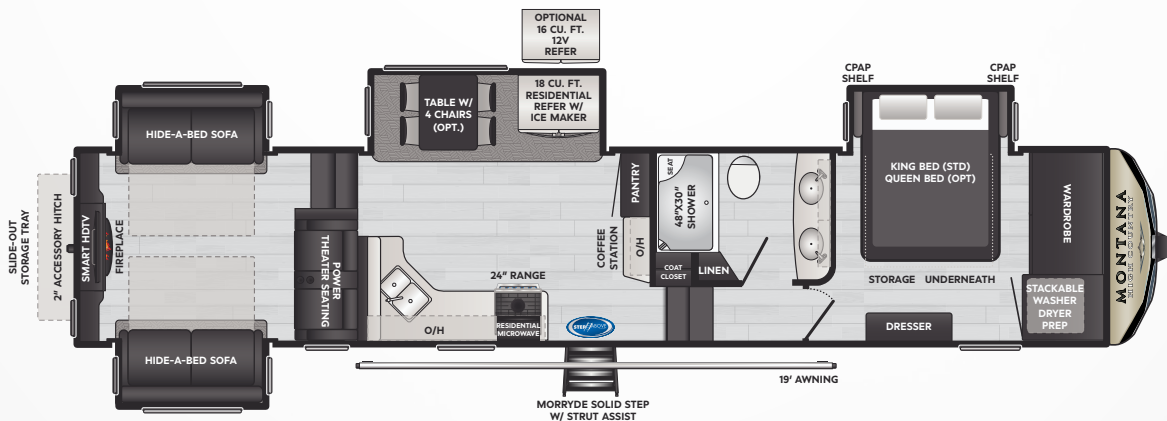 OPTIONAL
16 CU. FT.
12V
REFER
CPAP
SHELF
CPAP
SHELF
HIDE-A-BED SOFA
TABLE W/
4 CHAIRS
(OPT.)
18 CU. FT.
RESIDENTIAL
REFER W/
ICE MAKER
SLIDE-OUT
STORAGE TRAY
2" ACCESSORY HITCH
SMART HDTV
FIREPLACE
POWER
THEATER SEATING
24" RANGE
O/H
RESIDENTIAL
MICROWAVE
PANTRY
COFFEE
STATION
O/H
SEAT
48"X30"
SHOWER
COAT
CLOSET
LINEN
KING BED (STD)
QUEEN BED (OPT)
STORAGE UNDERNEATH
WARDROBE
STACKABLE
WASHER
DRYER
PREP
DRESSER
MONTANA
HIGH COUNTRY
STEP ABOVE
HIDE-A-BED SOFA
19' AWNING
MORRYDE SOLID STEP
W/ STRUT ASSIST